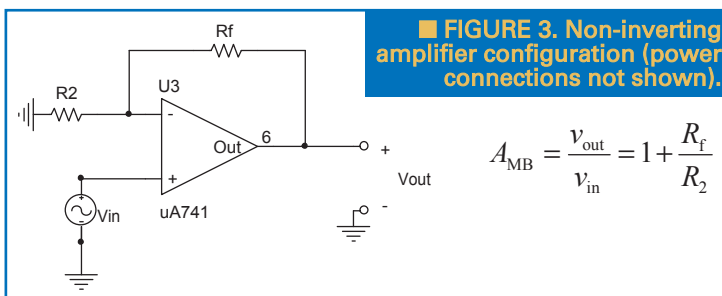 ■ FIGURE 3. Non-inverting
amplifier configuration (power
connections not shown).
Rf
R2
U3
-
Out
6
+
+
Vout
-
Vin
uA741
A_MB = v_out / v_in = 1 + R_f / R_2